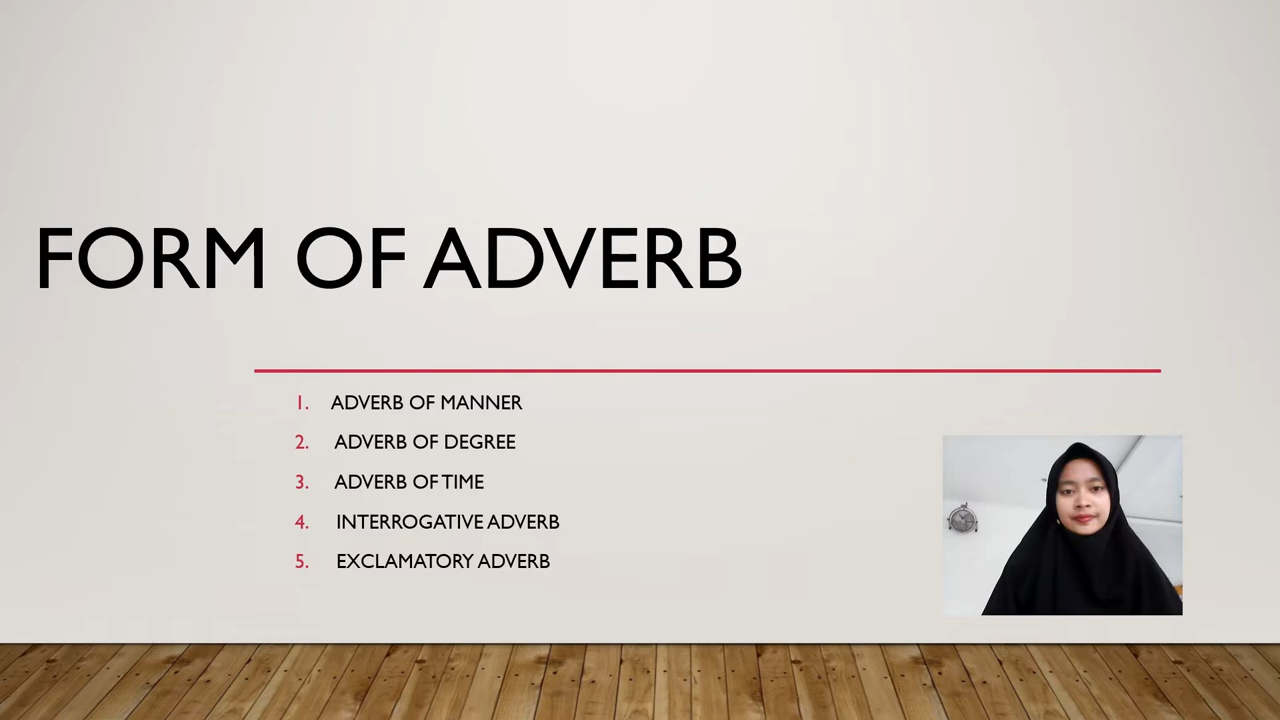 FORM OF ADVERB
1. ADVERB OF MANNER
2. ADVERB OF DEGREE
3. ADVERB OF TIME
4. INTERROGATIVE ADVERB
5. EXCLAMATORY ADVERB